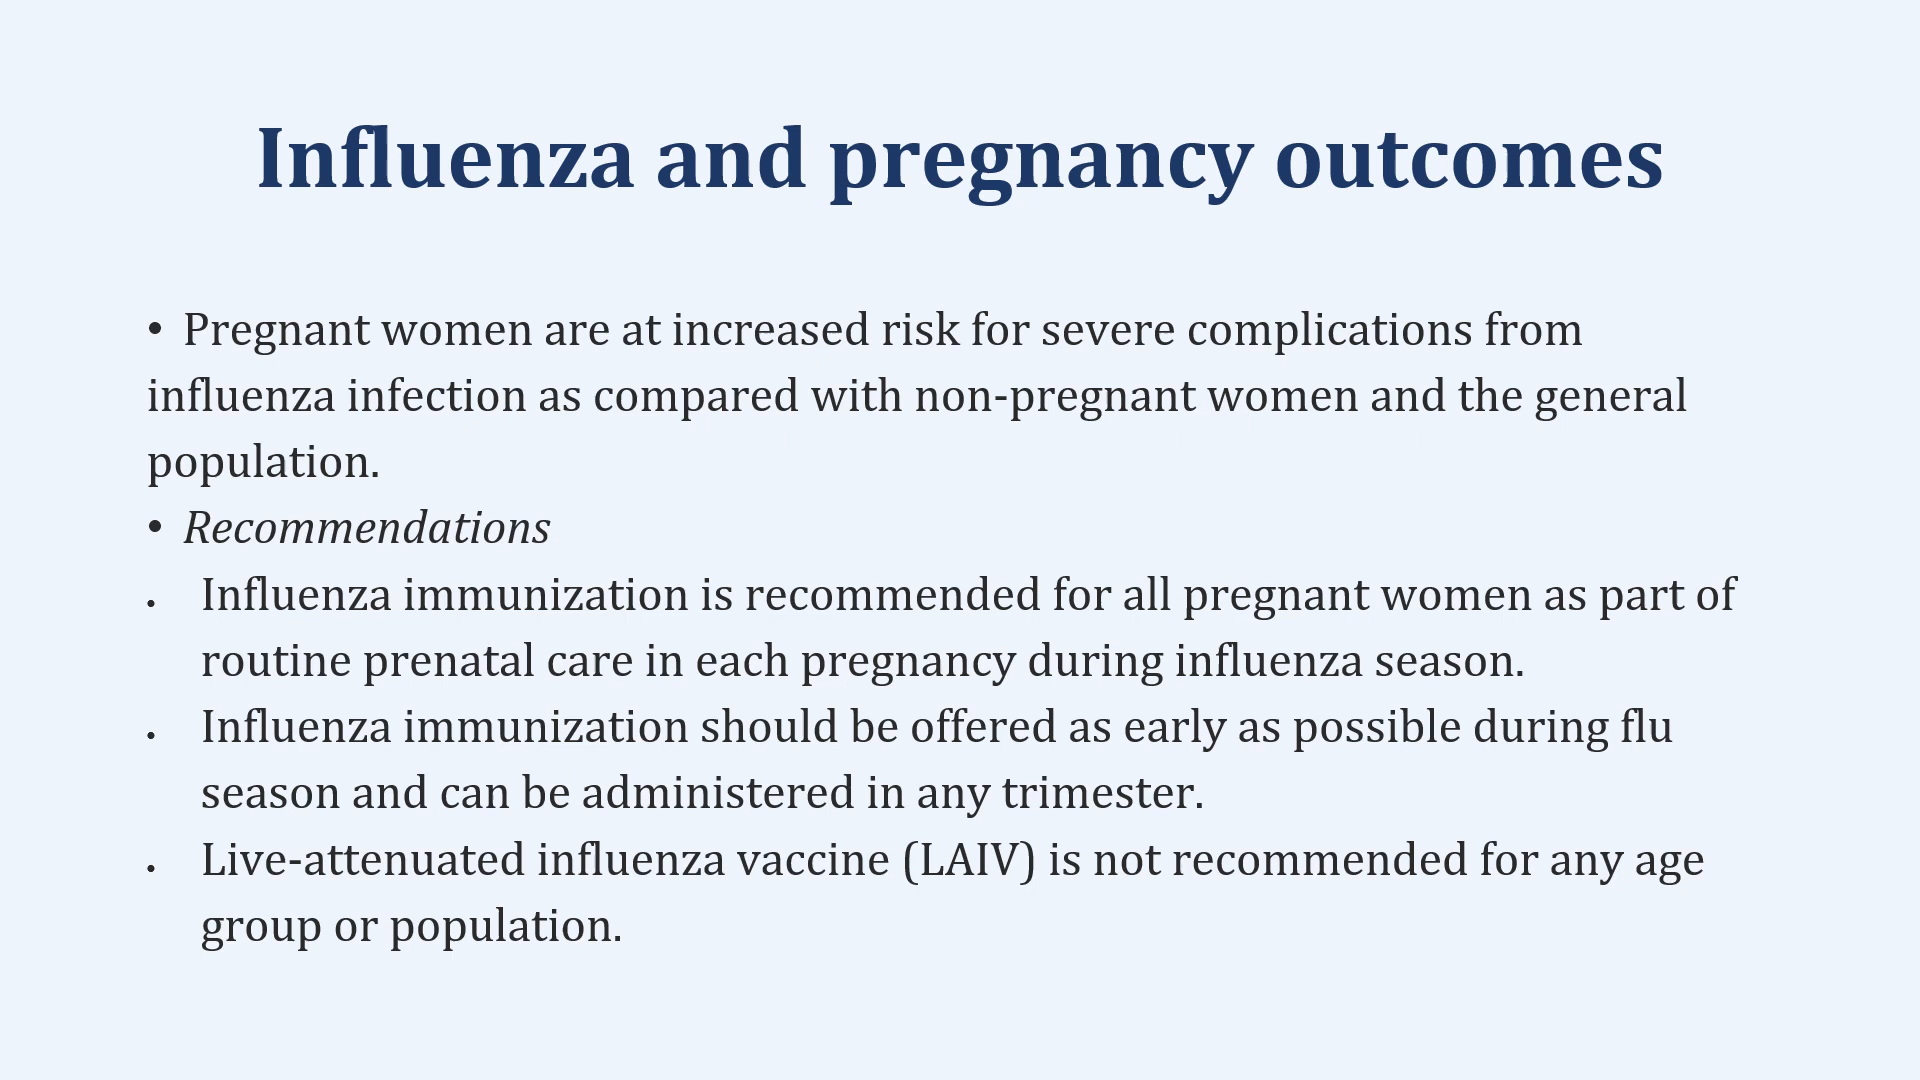 Influenza and pregnancy outcomes
• Pregnant women are at increased risk for severe complications from
influenza infection as compared with non-pregnant women and the general
population.
• Recommendations
• Influenza immunization is recommended for all pregnant women as part of
routine prenatal care in each pregnancy during influenza season.
• Influenza immunization should be offered as early as possible during flu
season and can be administered in any trimester.
• Live-attenuated influenza vaccine (LAIV) is not recommended for any age
group or population.